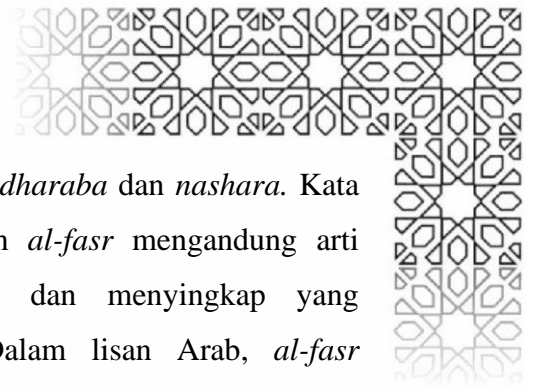 dharaba dan nashara. Kata
al-fasr mengandung arti
dan menyingkap yang
Dalam lisan Arab, al-fasr